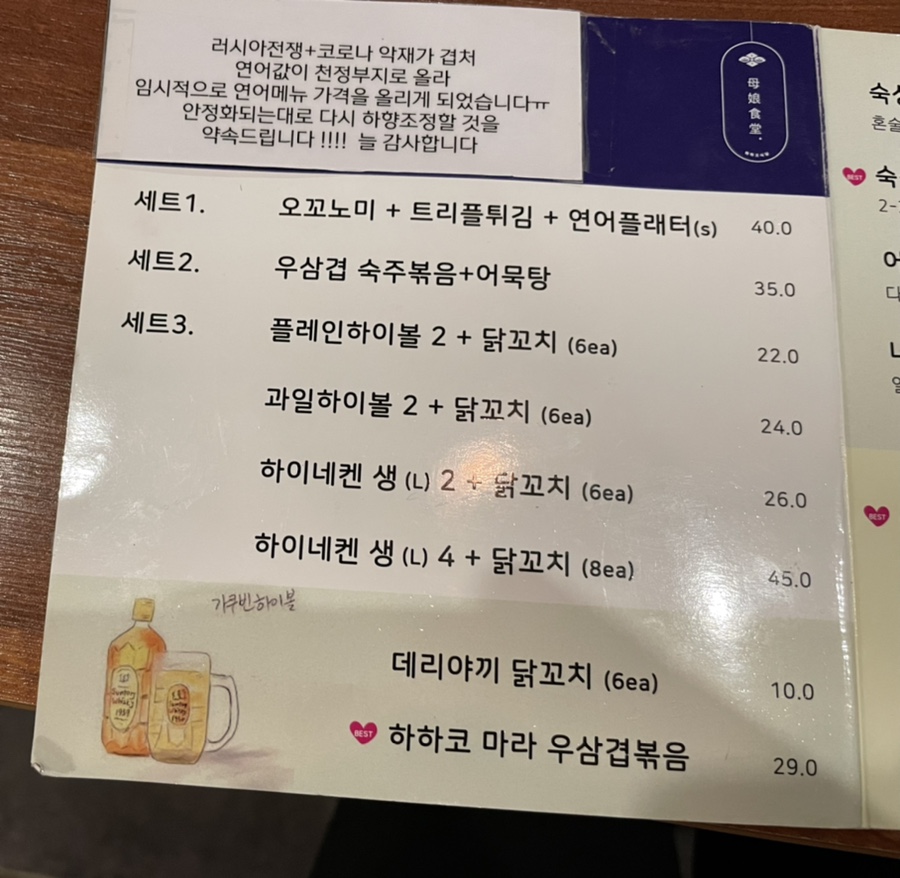 러시아전쟁+코로나 악재가 겹처
연어값이 천정부지로 올라
임시적으로 연어메뉴 가격을 올리게 되었습니다ㅠ
안정화되는대로 다시 하향조정할 것을
약속드립니다 !!!! 늘 감사합니다
母娘食堂.
세트1. 오꼬노미 + 트리플튀김 + 연어플래터(s) 40.0
세트2. 우삼겹 숙주볶음+어묵탕 35.0
세트3. 플레인하이볼 2 + 닭꼬치 (6ea) 22.0
과일하이볼 2 + 닭꼬치 (6ea) 24.0
하이네켄 생 (L) 2 + 닭꼬치 (6ea) 26.0
하이네켄 생 (L) 4 + 닭꼬치 (8ea) 45.0
가쿠빈하이볼
데리야끼 닭꼬치 (6ea) 10.0
BEST 하하코 마라 우삼겹볶음 29.0
혼술
BEST
BEST